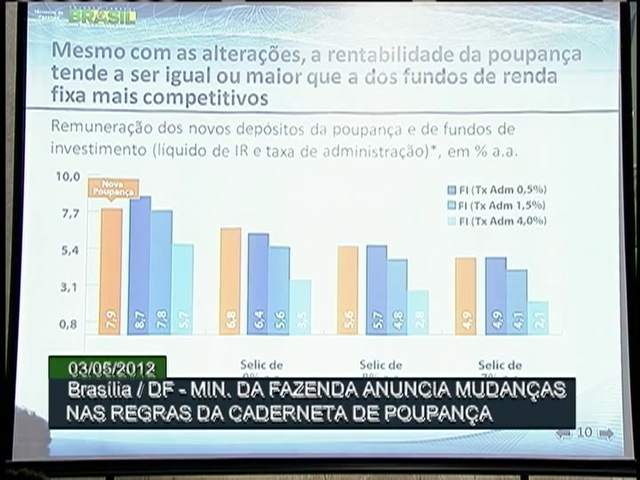 BRASIL
Mesmo com as alterações, a rentabilidade da poupança
tende a ser igual ou maior que a dos fundos de renda
fixa mais competitivos
Remuneração dos novos depósitos da poupança e de fundos de
investimento (líquido de IR e taxa de administração)*, em % a.a.
10,0
7,7
5,4
3,1
0,8
Nova
Poupança
FI (Tx Adm 0,5%)
FI (Tx Adm 1,5%)
FI (Tx Adm 4,0%)
7,9 8,7 7,8 5,7 6,8 6,4 5,6 3,5 5,6 5,7 4,8 2,8 4,9 4,9 4,1 2,1
Selic de Selic de Selic de
03/05/2012
Brasília / DF - MIN. DA FAZENDA ANUNCIA MUDANÇAS
NAS REGRAS DA CADERNETA DE POUPANÇA
10